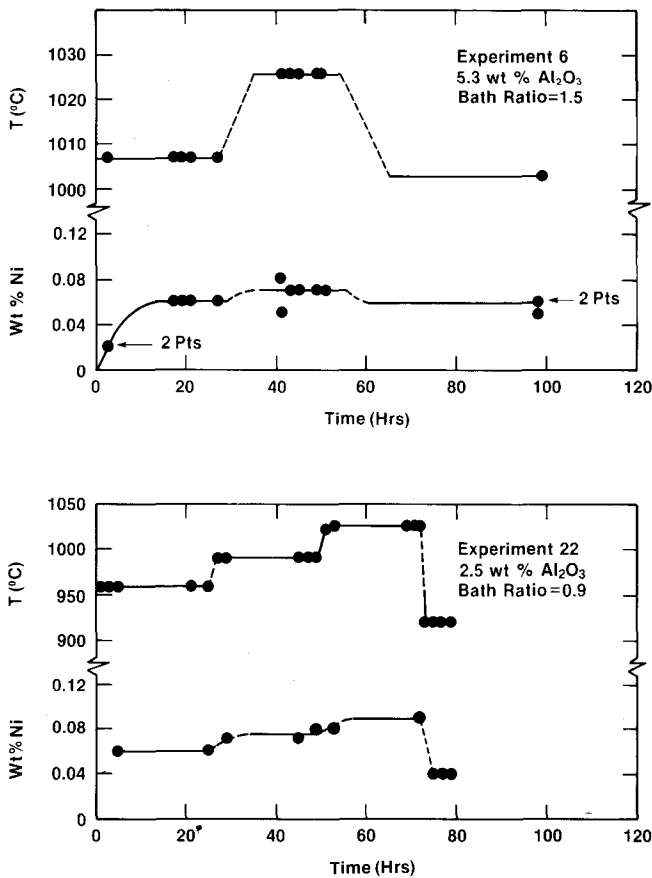 1030
1020
1010
1000
T (°C)
Experiment 6
5.3 wt % Al₂O₃
Bath Ratio=1.5
0.12
0.08
0.04
0
Wt % Ni
2 Pts
2 Pts
0 20 40 60 80 100 120
Time (Hrs)
1050
1000
950
900
T (°C)
Experiment 22
2.5 wt % Al₂O₃
Bath Ratio=0.9
0.12
0.08
0.04
0
Wt % Ni
0 20 40 60 80 100 120
Time (Hrs)